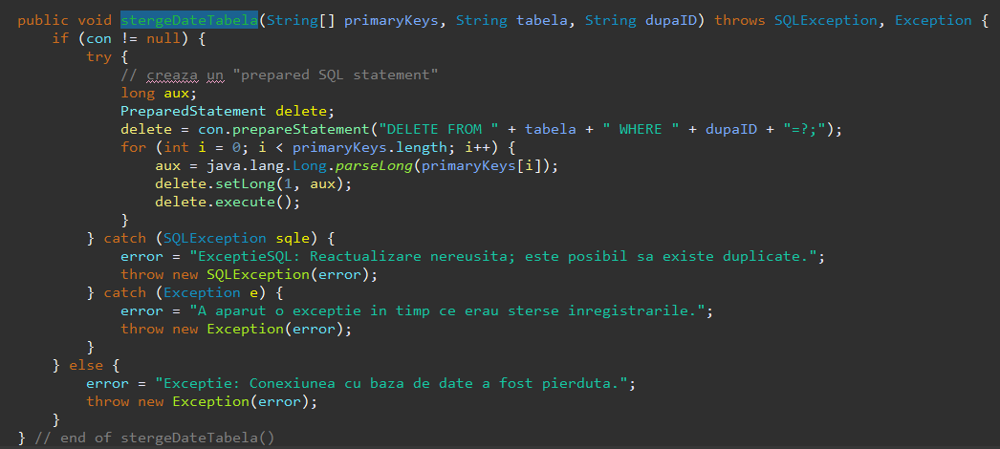 public void stergeDateTabela(String[] primaryKeys, String tabela, String dupaID) throws SQLException, Exception {
if (con != null) {
try {
// creaza un "prepared SQL statement"
long aux;
PreparedStatement delete;
delete = con.prepareStatement("DELETE FROM " + tabela + " WHERE " + dupaID + "=?;");
for (int i = 0; i < primaryKeys.length; i++) {
aux = java.lang.Long.parseLong(primaryKeys[i]);
delete.setLong(1, aux);
delete.execute();
}
} catch (SQLException sqle) {
error = "ExceptieSQL: Reactualizare nereusita; este posibil sa existe duplicate.";
throw new SQLException(error);
} catch (Exception e) {
error = "A aparut o exceptie in timp ce erau sterse inregistrarile.";
throw new Exception(error);
}
} else {
error = "Exceptie: Conexiunea cu baza de date a fost pierduta.";
throw new Exception(error);
}
} // end of stergeDateTabela()